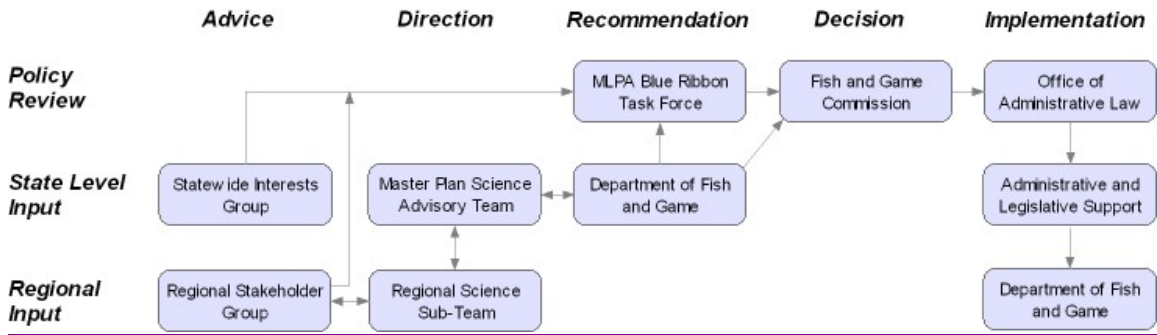 Advice Direction Recommendation Decision Implementation
Policy
Review
MLPA Blue Ribbon
Task Force
Fish and Game
Commission
Office of
Administrative Law
State Level
Input
Statewide Interests
Group
Master Plan Science
Advisory Team
Department of Fish
and Game
Administrative and
Legislative Support
Regional
Input
Regional Stakeholder
Group
Regional Science
Sub-Team
Department of Fish
and Game